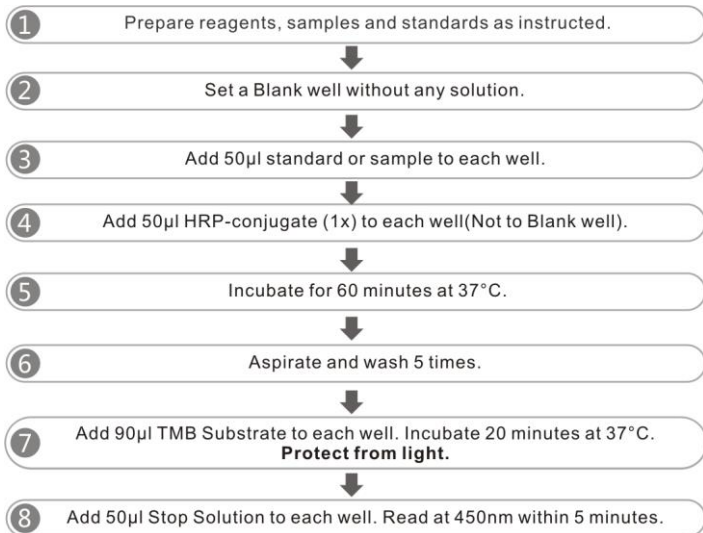 1 Prepare reagents, samples and standards as instructed.
2 Set a Blank well without any solution.
3 Add 50μl standard or sample to each well.
4 Add 50μl HRP-conjugate (1x) to each well(Not to Blank well).
5 Incubate for 60 minutes at 37°C.
6 Aspirate and wash 5 times.
7 Add 90μl TMB Substrate to each well. Incubate 20 minutes at 37°C.
Protect from light.
8 Add 50μl Stop Solution to each well. Read at 450nm within 5 minutes.